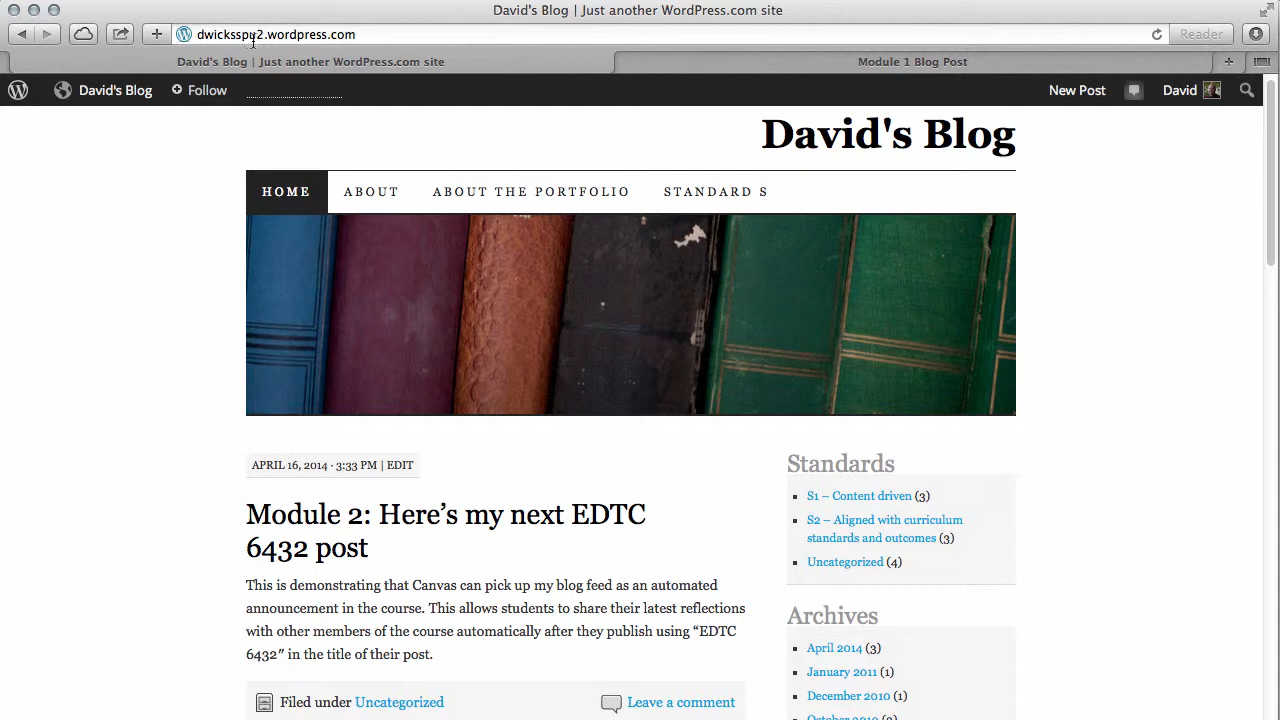 David's Blog | Just another WordPress.com site
dwicksspu2.wordpress.com
Reader
David's Blog | Just another WordPress.com site
Module 1 Blog Post
David's Blog
Follow
New Post
David
David's Blog
HOME
ABOUT
ABOUT THE PORTFOLIO
STANDARD S
APRIL 16, 2014 · 3:33 PM | EDIT
Module 2: Here’s my next EDTC
6432 post
This is demonstrating that Canvas can pick up my blog feed as an automated
announcement in the course. This allows students to share their latest reflections
with other members of the course automatically after they publish using “EDTC
6432″ in the title of their post.
Filed under Uncategorized
Leave a comment
Standards
S1 – Content driven (3)
S2 – Aligned with curriculum
standards and outcomes (3)
Uncategorized (4)
Archives
April 2014 (3)
January 2011 (1)
December 2010 (1)